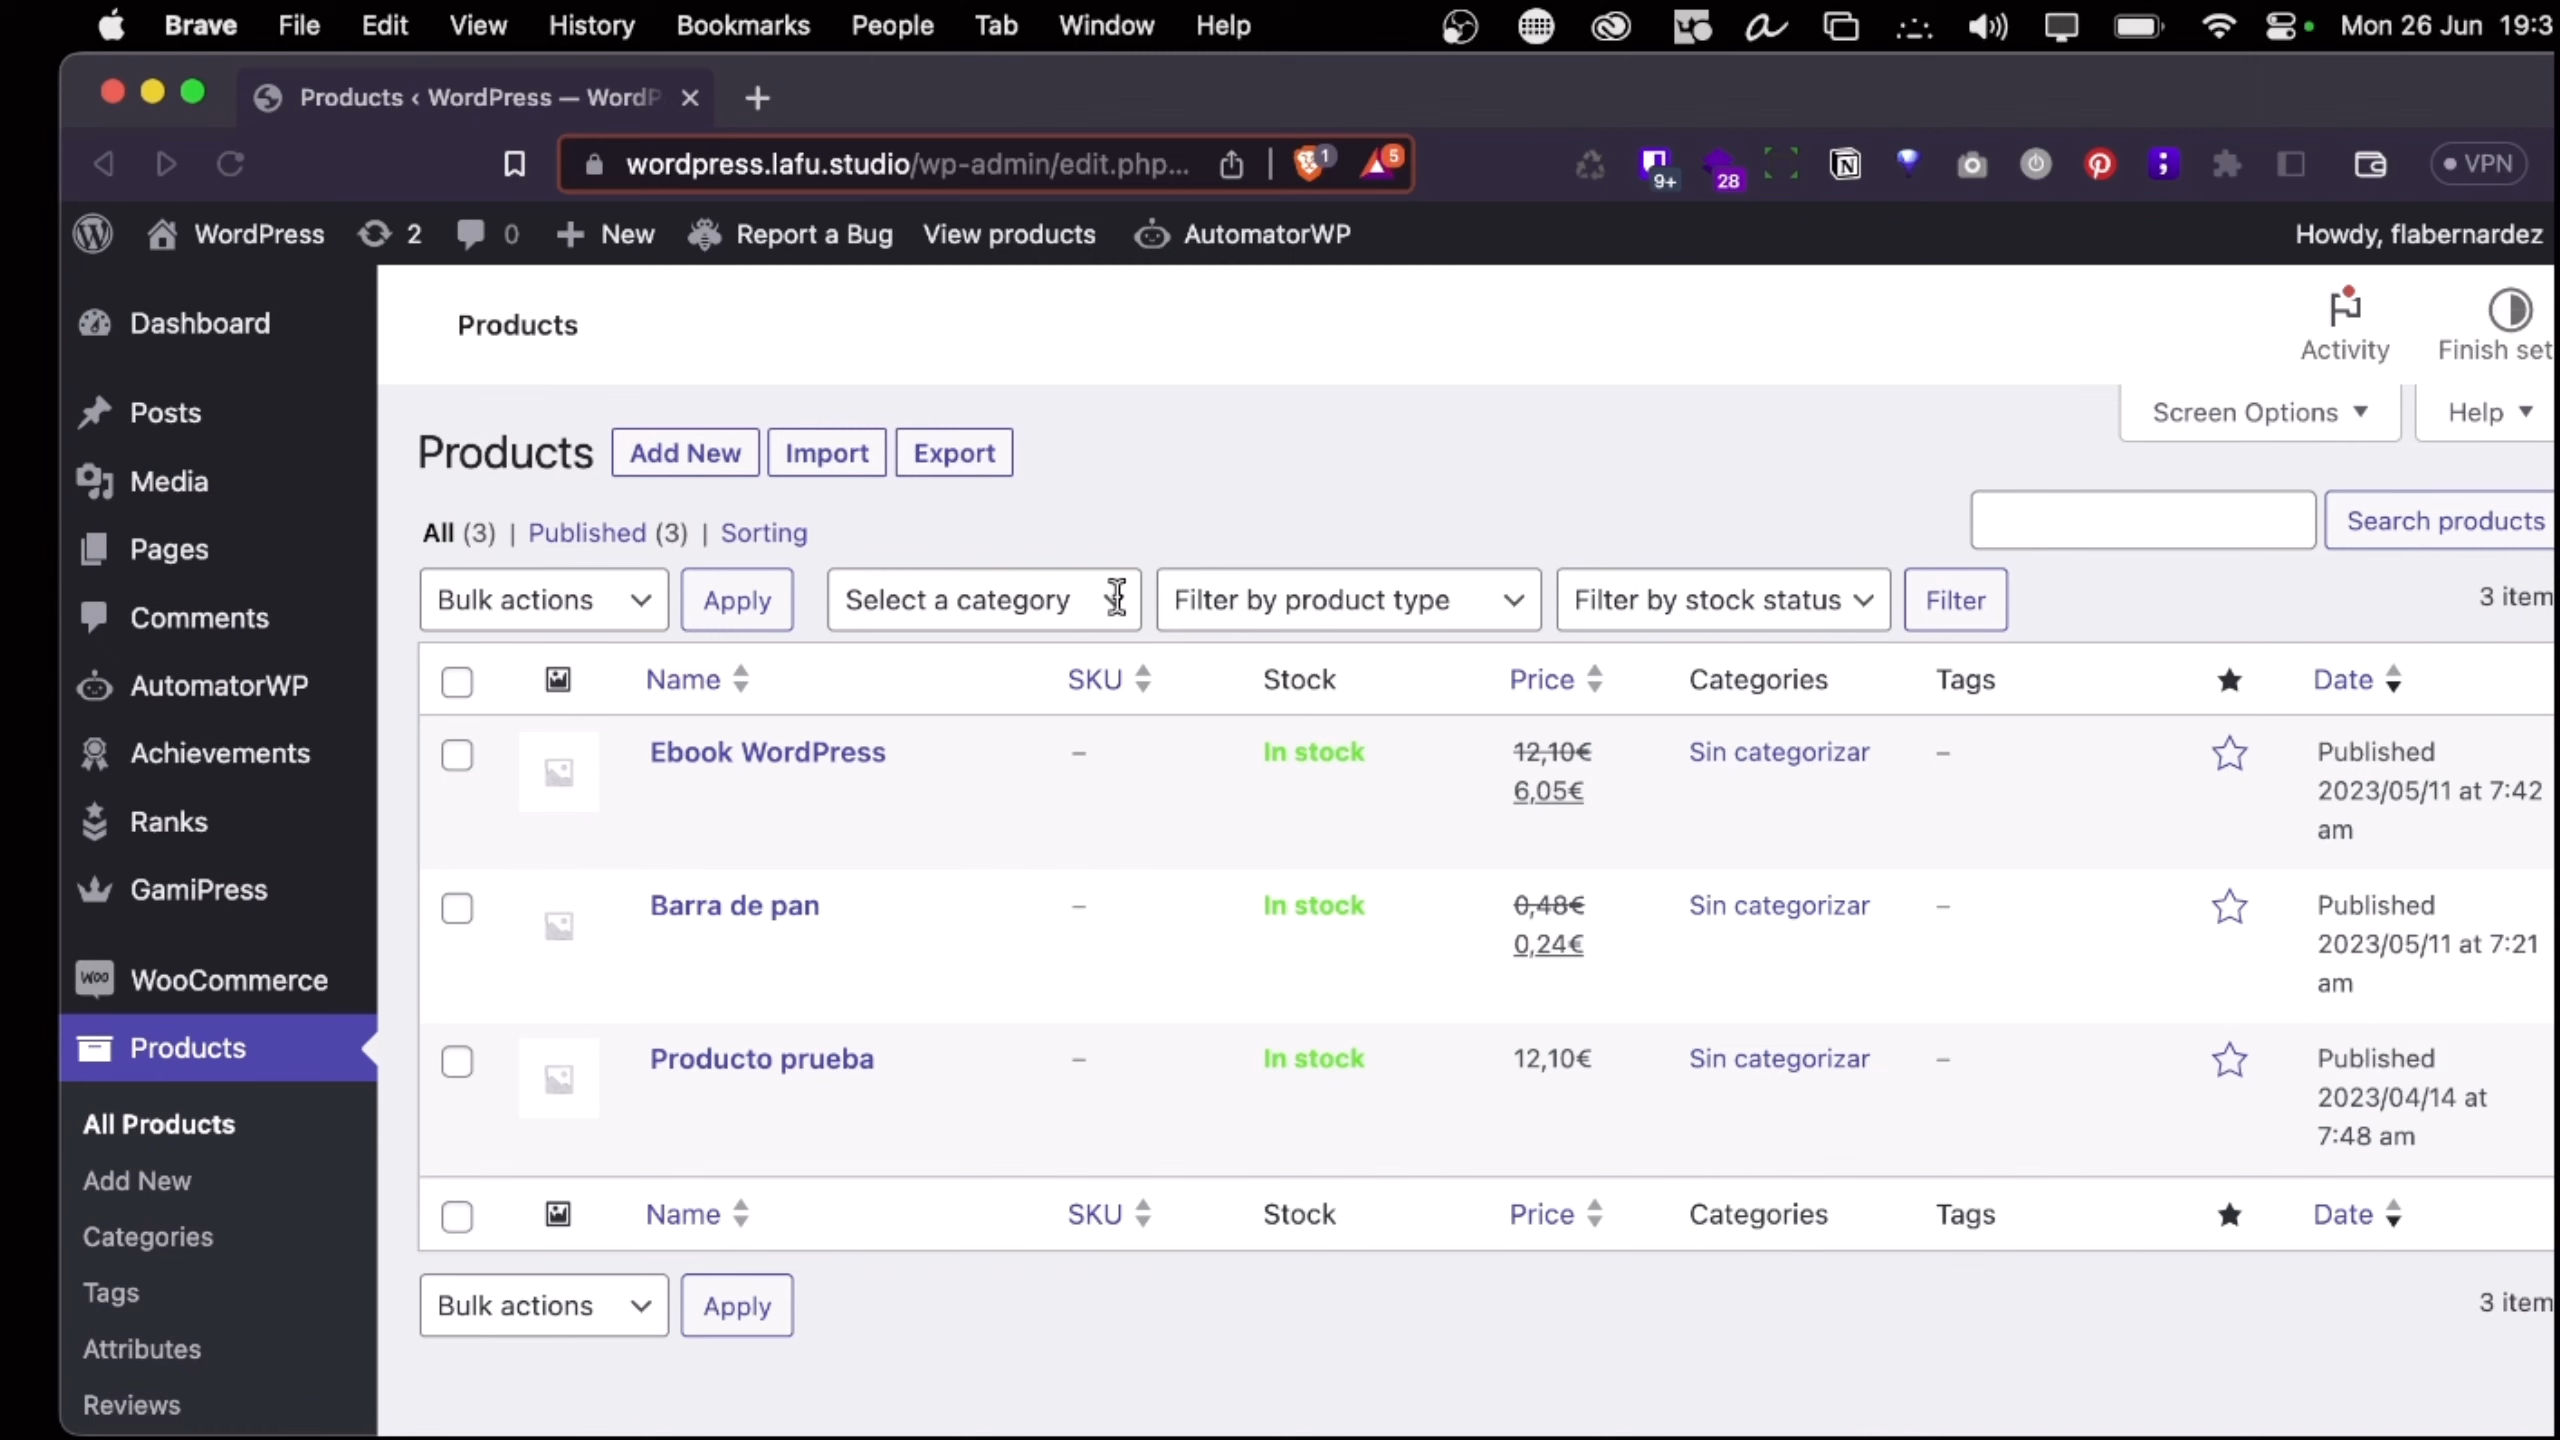 Brave File Edit View History Bookmarks People Tab Window Help Mon 26 Jun 19:3
Products ‹ WordPress — WordP
wordpress.lafu.studio/wp-admin/edit.php... 1 5 9+ 28 VPN
WordPress 2 0 New Report a Bug View products AutomatorWP Howdy, flabernardez
Dashboard
Posts
Media
Pages
Comments
AutomatorWP
Achievements
Ranks
GamiPress
WooCommerce
Products
All Products
Add New
Categories
Tags
Attributes
Reviews
Products
Activity
Finish set
Screen Options
Help
Products Add New Import Export
All (3) | Published (3) | Sorting
Search products
Bulk actions Apply Select a category Filter by product type Filter by stock status Filter 3 item
Name SKU Stock Price Categories Tags Date
Ebook WordPress – In stock 12,10€ Sin categorizar – Published
6,05€ 2023/05/11 at 7:42
am
Barra de pan – In stock 0,48€ Sin categorizar – Published
0,24€ 2023/05/11 at 7:21
am
Producto prueba – In stock 12,10€ Sin categorizar – Published
2023/04/14 at
7:48 am
Name SKU Stock Price Categories Tags Date
Bulk actions Apply 3 item